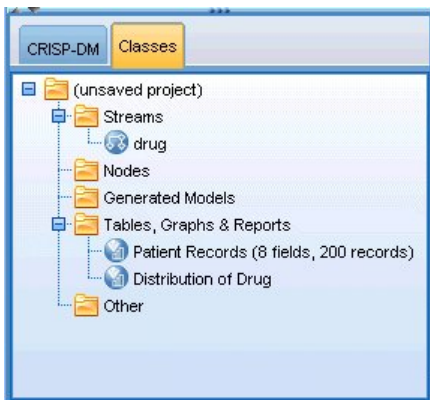 CRISP-DM Classes
(unsaved project)
Streams
drug
Nodes
Generated Models
Tables, Graphs & Reports
Patient Records (8 fields, 200 records)
Distribution of Drug
Other